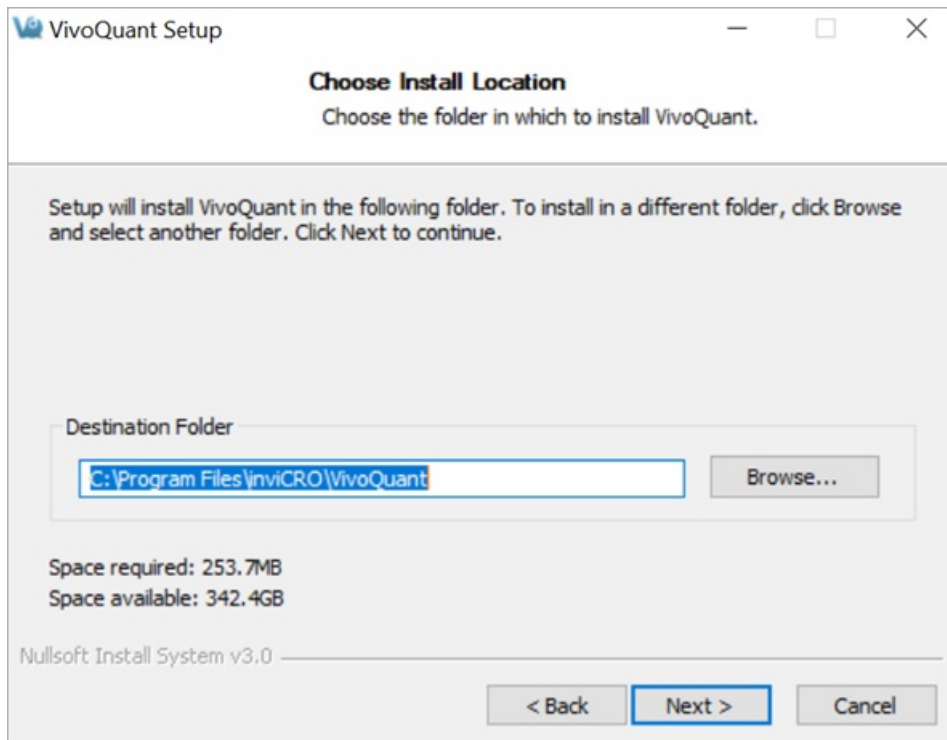 VivoQuant Setup
Choose Install Location
Choose the folder in which to install VivoQuant.
Setup will install VivoQuant in the following folder. To install in a different folder, click Browse
and select another folder. Click Next to continue.
Destination Folder
C:\Program Files\inviCRO\VivoQuant
Browse...
Space required: 253.7MB
Space available: 342.4GB
Nullsoft Install System v3.0
< Back
Next >
Cancel